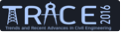 TRACE 2016
Trends and Recent Advances in Civil Engineering